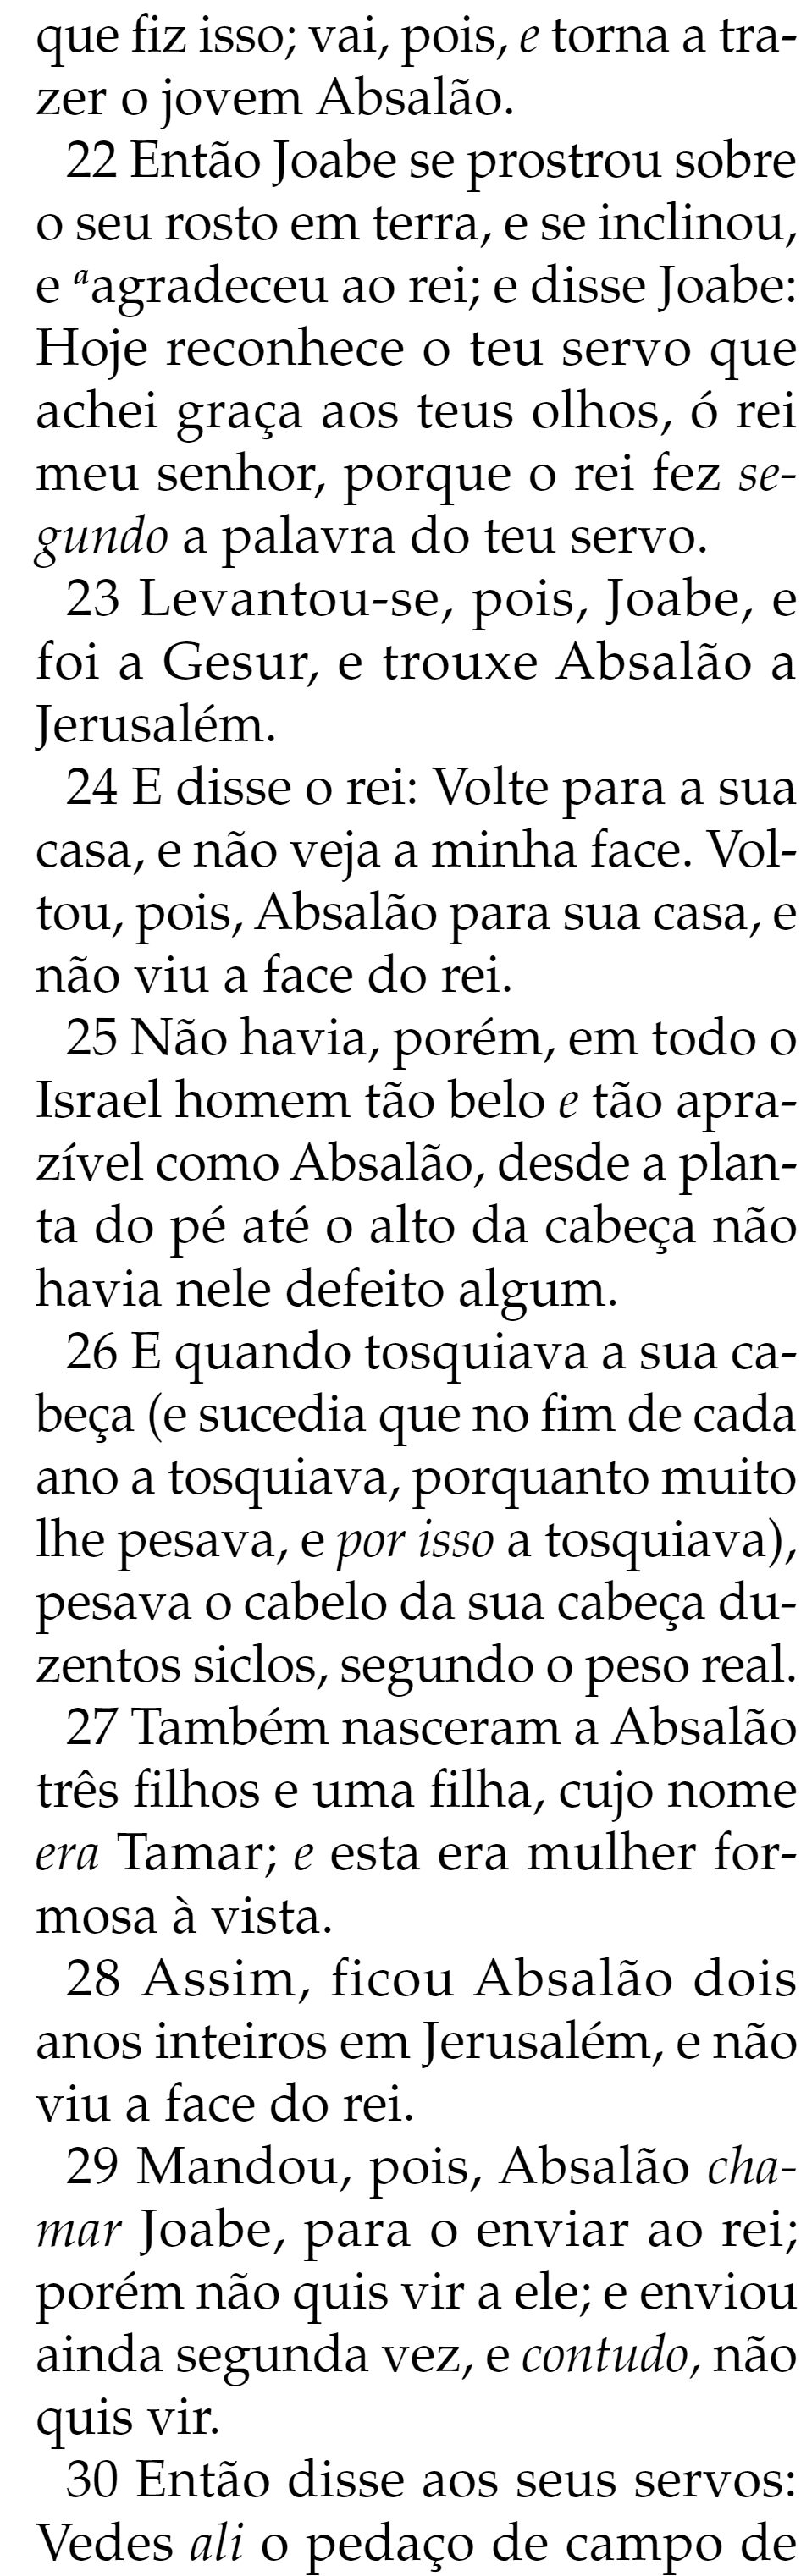 que fiz isso; vai, pois, e torna a tra-
zer o jovem Absalão.
22 Então Joabe se prostrou sobre
o seu rosto em terra, e se inclinou,
e ᵃagradeceu ao rei; e disse Joabe:
Hoje reconhece o teu servo que
achei graça aos teus olhos, ó rei
meu senhor, porque o rei fez se-
gundo a palavra do teu servo.
23 Levantou-se, pois, Joabe, e
foi a Gesur, e trouxe Absalão a
Jerusalém.
24 E disse o rei: Volte para a sua
casa, e não veja a minha face. Vol-
tou, pois, Absalão para sua casa, e
não viu a face do rei.
25 Não havia, porém, em todo o
Israel homem tão belo e tão apra-
zível como Absalão, desde a plan-
ta do pé até o alto da cabeça não
havia nele defeito algum.
26 E quando tosquiava a sua ca-
beça (e sucedia que no fim de cada
ano a tosquiava, porquanto muito
lhe pesava, e por isso a tosquiava),
pesava o cabelo da sua cabeça du-
zentos siclos, segundo o peso real.
27 Também nasceram a Absalão
três filhos e uma filha, cujo nome
era Tamar; e esta era mulher for-
mosa à vista.
28 Assim, ficou Absalão dois
anos inteiros em Jerusalém, e não
viu a face do rei.
29 Mandou, pois, Absalão cha-
mar Joabe, para o enviar ao rei;
porém não quis vir a ele; e enviou
ainda segunda vez, e contudo, não
quis vir.
30 Então disse aos seus servos:
Vedes ali o pedaço de campo de